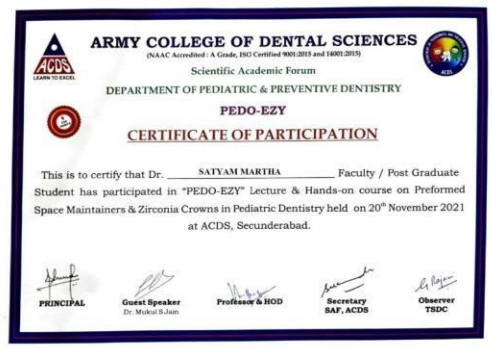 ARMY COLLEGE OF DENTAL SCIENCES
(NAAC Accredited : A Grade, ISO Certified 9001:2015 and 14001:2015)
ACDS
LEARN TO EXCEL
ACDS
Scientific Academic Forum
DEPARTMENT OF PEDIATRIC & PREVENTIVE DENTISTRY
PEDO-EZY
CERTIFICATE OF PARTICIPATION
This is to certify that Dr. SATYAM MARTHA Faculty / Post Graduate
Student has participated in "PEDO-EZY" Lecture & Hands-on course on Preformed
Space Maintainers & Zirconia Crowns in Pediatric Dentistry held on 20th November 2021
at ACDS, Secunderabad.
PRINCIPAL
Guest Speaker
Dr. Mukul S Jain
Professor & HOD
Secretary
SAF, ACDS
Observer
TSDC